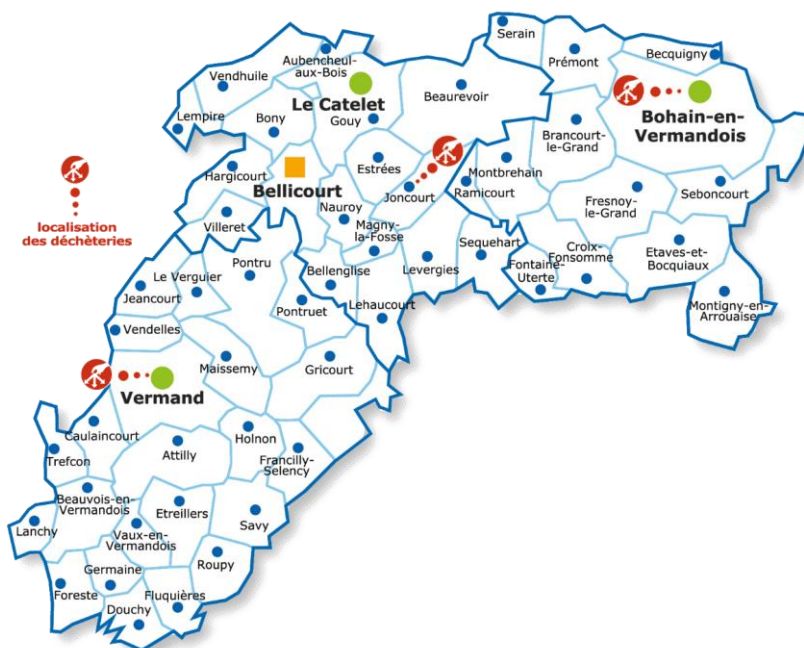 Serain
Aubencheul-
aux-Bois
Prémont
Becquigny
Vendhuile
Le Catelet
Beaurevoir
Bohain-en-
Vermandois
Lempire
Bony
Gouy
Brancourt-
le-Grand
Hargicourt
Estrées
Montbrehain
Bellicourt
Joncourt
Ramicourt
Fresnoy-
le-Grand
Seboncourt
localisation
des déchèteries
Villeret
Nauroy
Magny-
la-Fosse
Sequehart
Croix-
Fonsomme
Etaves-et-
Bocquiaux
Pontru
Le Verguier
Bellenglise
Levergies
Fontaine-
Uterte
Jeancourt
Pontruet
Lehaucourt
Montigny-en-
Arrouaise
Vendelles
Maissemy
Gricourt
Vermand
Caulaincourt
Holnon
Attilly
Trefcon
Francilly-
Selency
Beauvois-en-
Vermandois
Etreillers
Savy
Lanchy
Vaux-en-
Vermandois
Roupy
Germaine
Foreste
Fluquières
Douchy